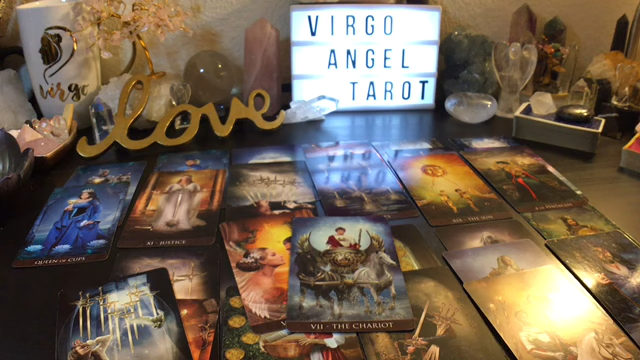 VIRGO
ANGEL
TAROT
virgo
love
QUEEN OF CUPS
XI - JUSTICE
VII - THE CHARIOT
XIX - THE SUN